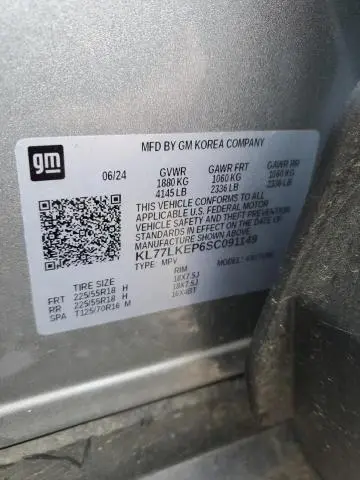 gm
MFD BY GM KOREA COMPANY
06/24 GVWR GAWR FRT GAWR RR
1880 KG 1060 KG 1060 KG
4145 LB 2336 LB 2336 LB
THIS VEHICLE CONFORMS TO ALL
APPLICABLE U.S. FEDERAL MOTOR
VEHICLE SAFETY AND THEFT PREVENTION
STANDARDS IN EFFECT ON THE DATE OF
MANUFACTURE SHOWN ABOVE.
KL77LKEP6SC091149
TYPE: MPV MODEL:
TIRE SIZE RIM
FRT 225/55R18 H 18X7.5J
RR 225/55R18 H 18X7.5J
SPA T125/70R16 M 16X4BT